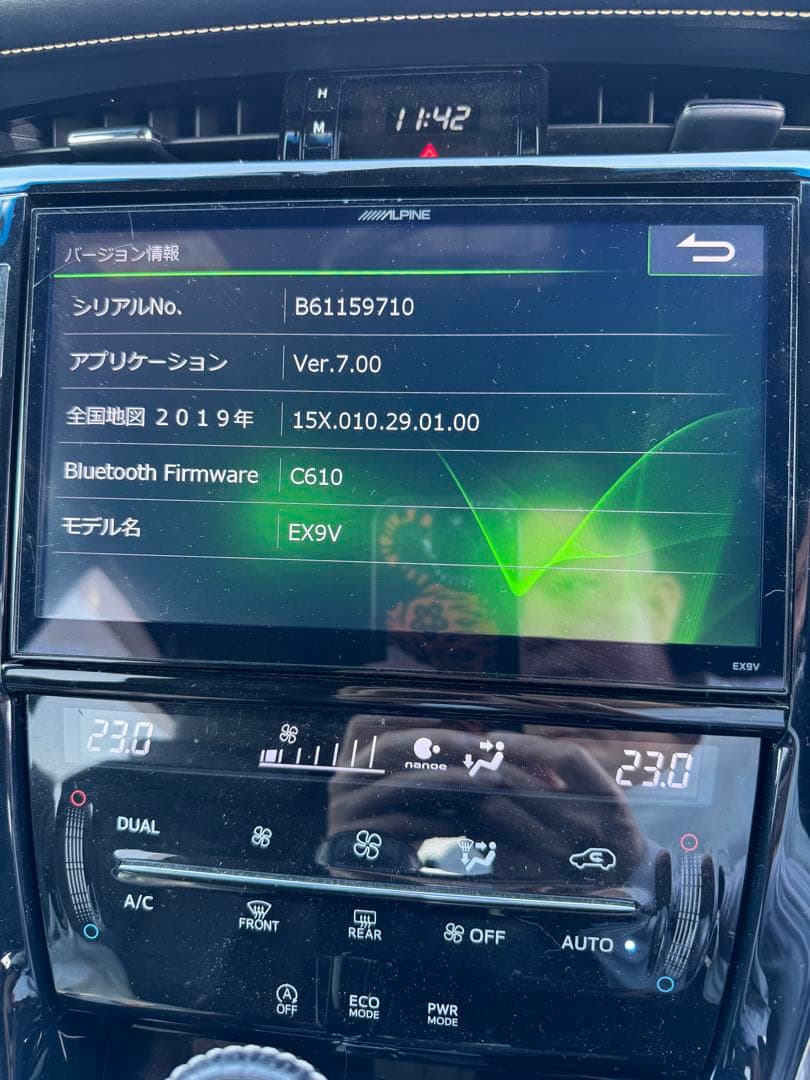 H
M
11:42
ALPINE
バージョン情報
シリアルNo. B61159710
アプリケーション Ver.7.00
全国地図 2019年 15X.010.29.01.00
Bluetooth Firmware C610
モデル名 EX9V
EX9V
23.0 nanoe 23.0
DUAL
A/C
FRONT
REAR
OFF
AUTO
A
OFF
ECO
MODE
PWR
MODE